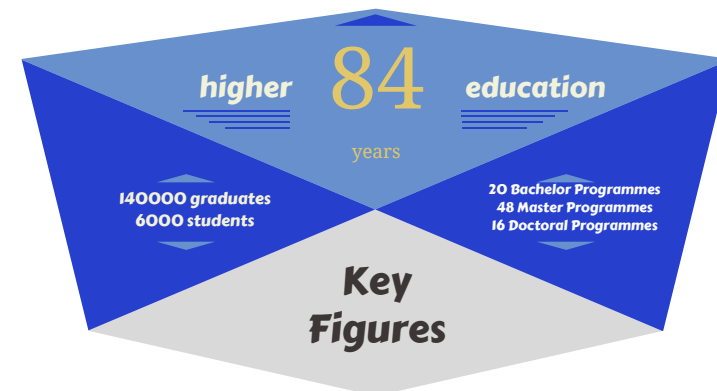 higher 84 education
years
140000 graduates
6000 students
20 Bachelor Programmes
48 Master Programmes
16 Doctoral Programmes
Key
Figures